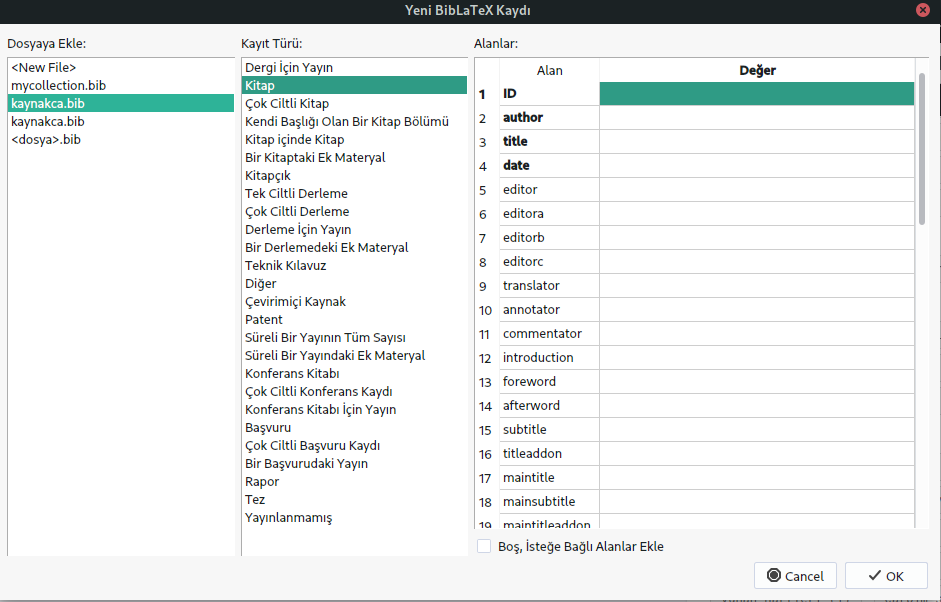 Yeni BibLaTeX Kaydı
Dosyaya Ekle:
<New File>
mycollection.bib
kaynakca.bib
kaynakca.bib
<dosya>.bib
Kayıt Türü:
Dergi İçin Yayın
Kitap
Çok Ciltli Kitap
Kendi Başlığı Olan Bir Kitap Bölümü
Kitap içinde Kitap
Bir Kitaptaki Ek Materyal
Kitapçık
Tek Ciltli Derleme
Çok Ciltli Derleme
Derleme İçin Yayın
Bir Derlemedeki Ek Materyal
Teknik Kılavuz
Diğer
Çevirimiçi Kaynak
Patent
Süreli Bir Yayının Tüm Sayısı
Süreli Bir Yayındaki Ek Materyal
Konferans Kitabı
Çok Ciltli Konferans Kaydı
Konferans Kitabı İçin Yayın
Başvuru
Çok Ciltli Başvuru Kaydı
Bir Başvurudaki Yayın
Rapor
Tez
Yayınlanmamış
Alanlar:
Alan Değer
1 ID
2 author
3 title
4 date
5 editor
6 editora
7 editorb
8 editorc
9 translator
10 annotator
11 commentator
12 introduction
13 foreword
14 afterword
15 subtitle
16 titleaddon
17 maintitle
18 mainsubtitle
19 maintitleaddon
Boş, İsteğe Bağlı Alanlar Ekle
Cancel OK